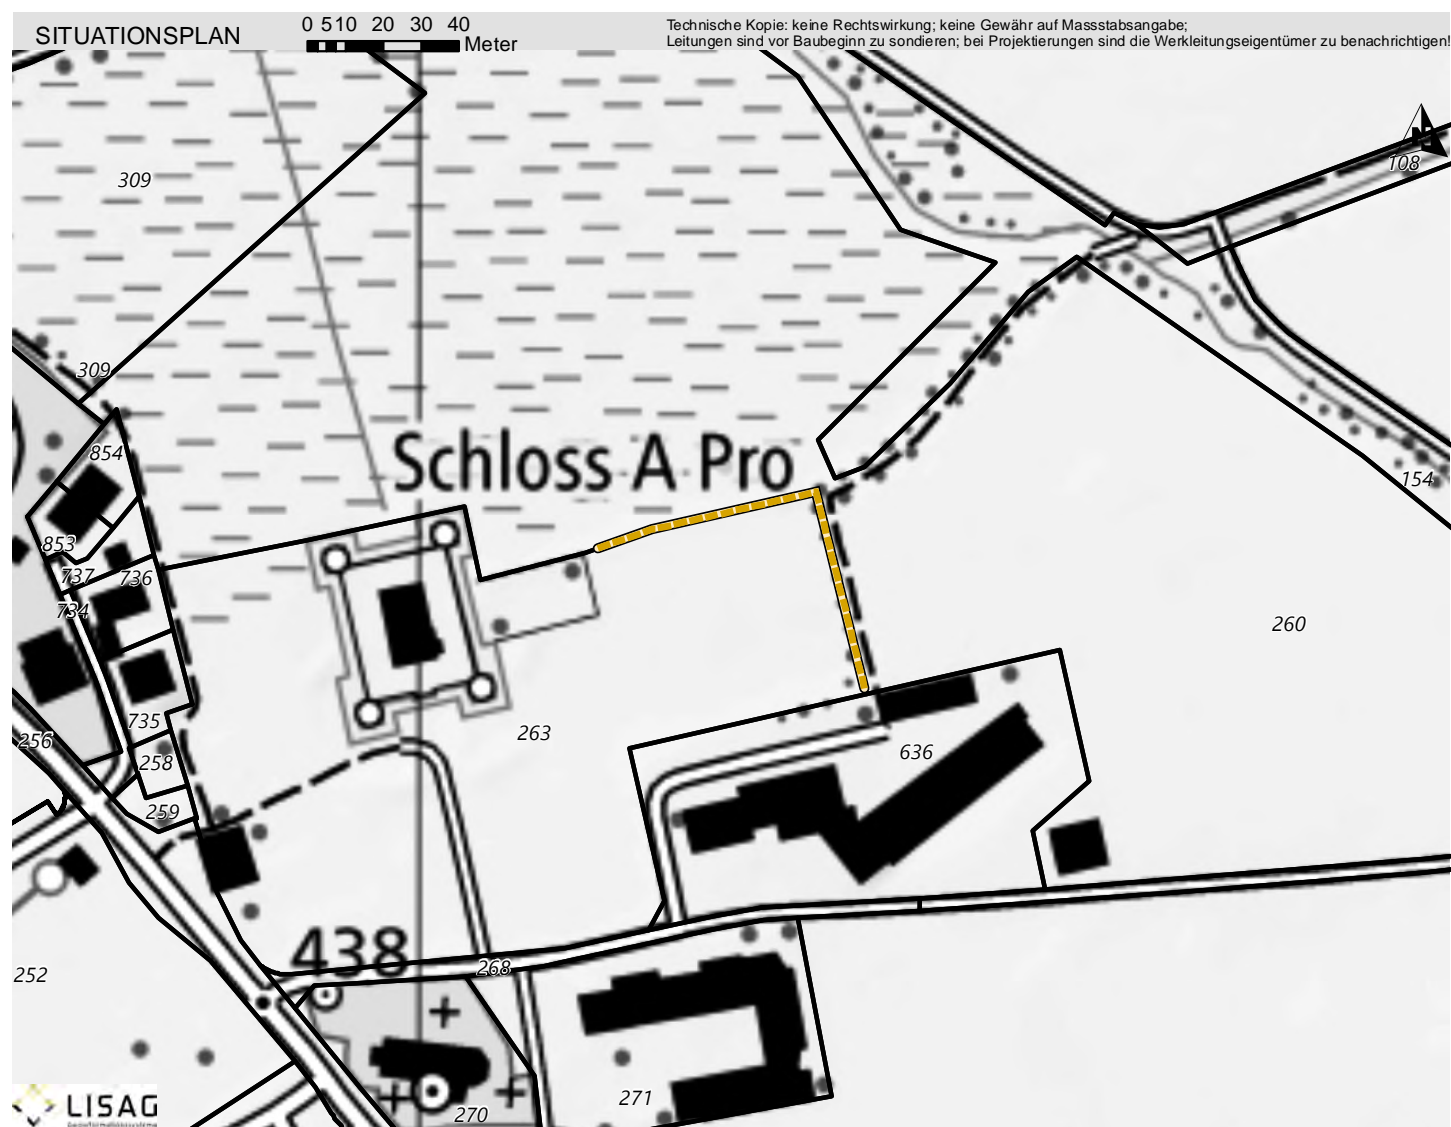 SITUATIONSPLAN
0 5 10 20 30 40
Meter
Technische Kopie: keine Rechtswirkung; keine Gewähr auf Massstabsangabe;
Leitungen sind vor Baubeginn zu sondieren; bei Projektierungen sind die Werkleitungseigentümer zu benachrichtigen!
N
108
309
309
854
Schloss A Pro
154
853
737
736
734
260
735
263
256
258
636
259
438
252
268
271
270
LISAG